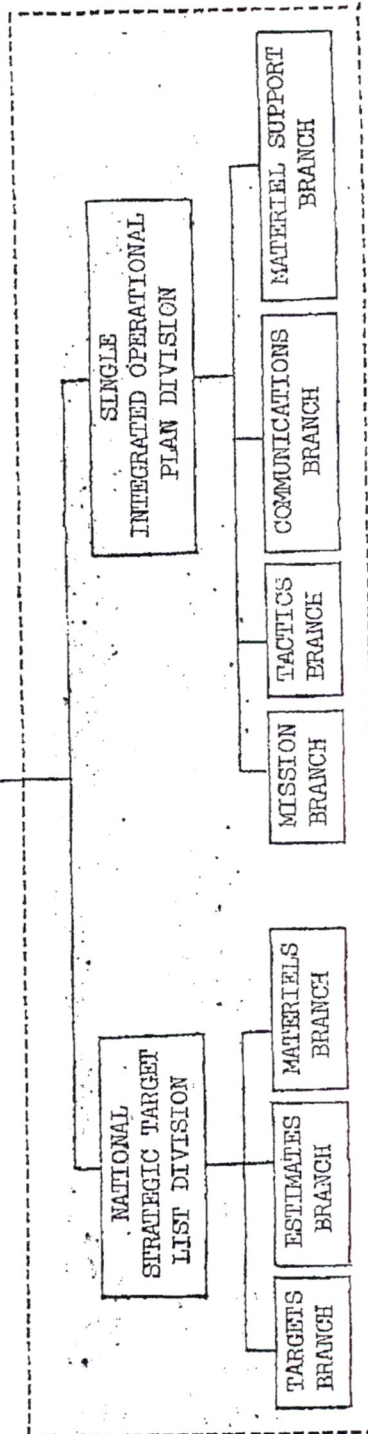 NATIONAL
STRATEGIC TARGET
LIST DIVISION
SINGLE
INTEGRATED OPERATIONAL
PLAN DIVISION
TARGETS
BRANCH
ESTIMATES
BRANCH
MATERIELS
BRANCH
MISSION
BRANCH
TACTICS
BRANCH
COMMUNICATIONS
BRANCH
MATERIEL SUPPORT
BRANCH